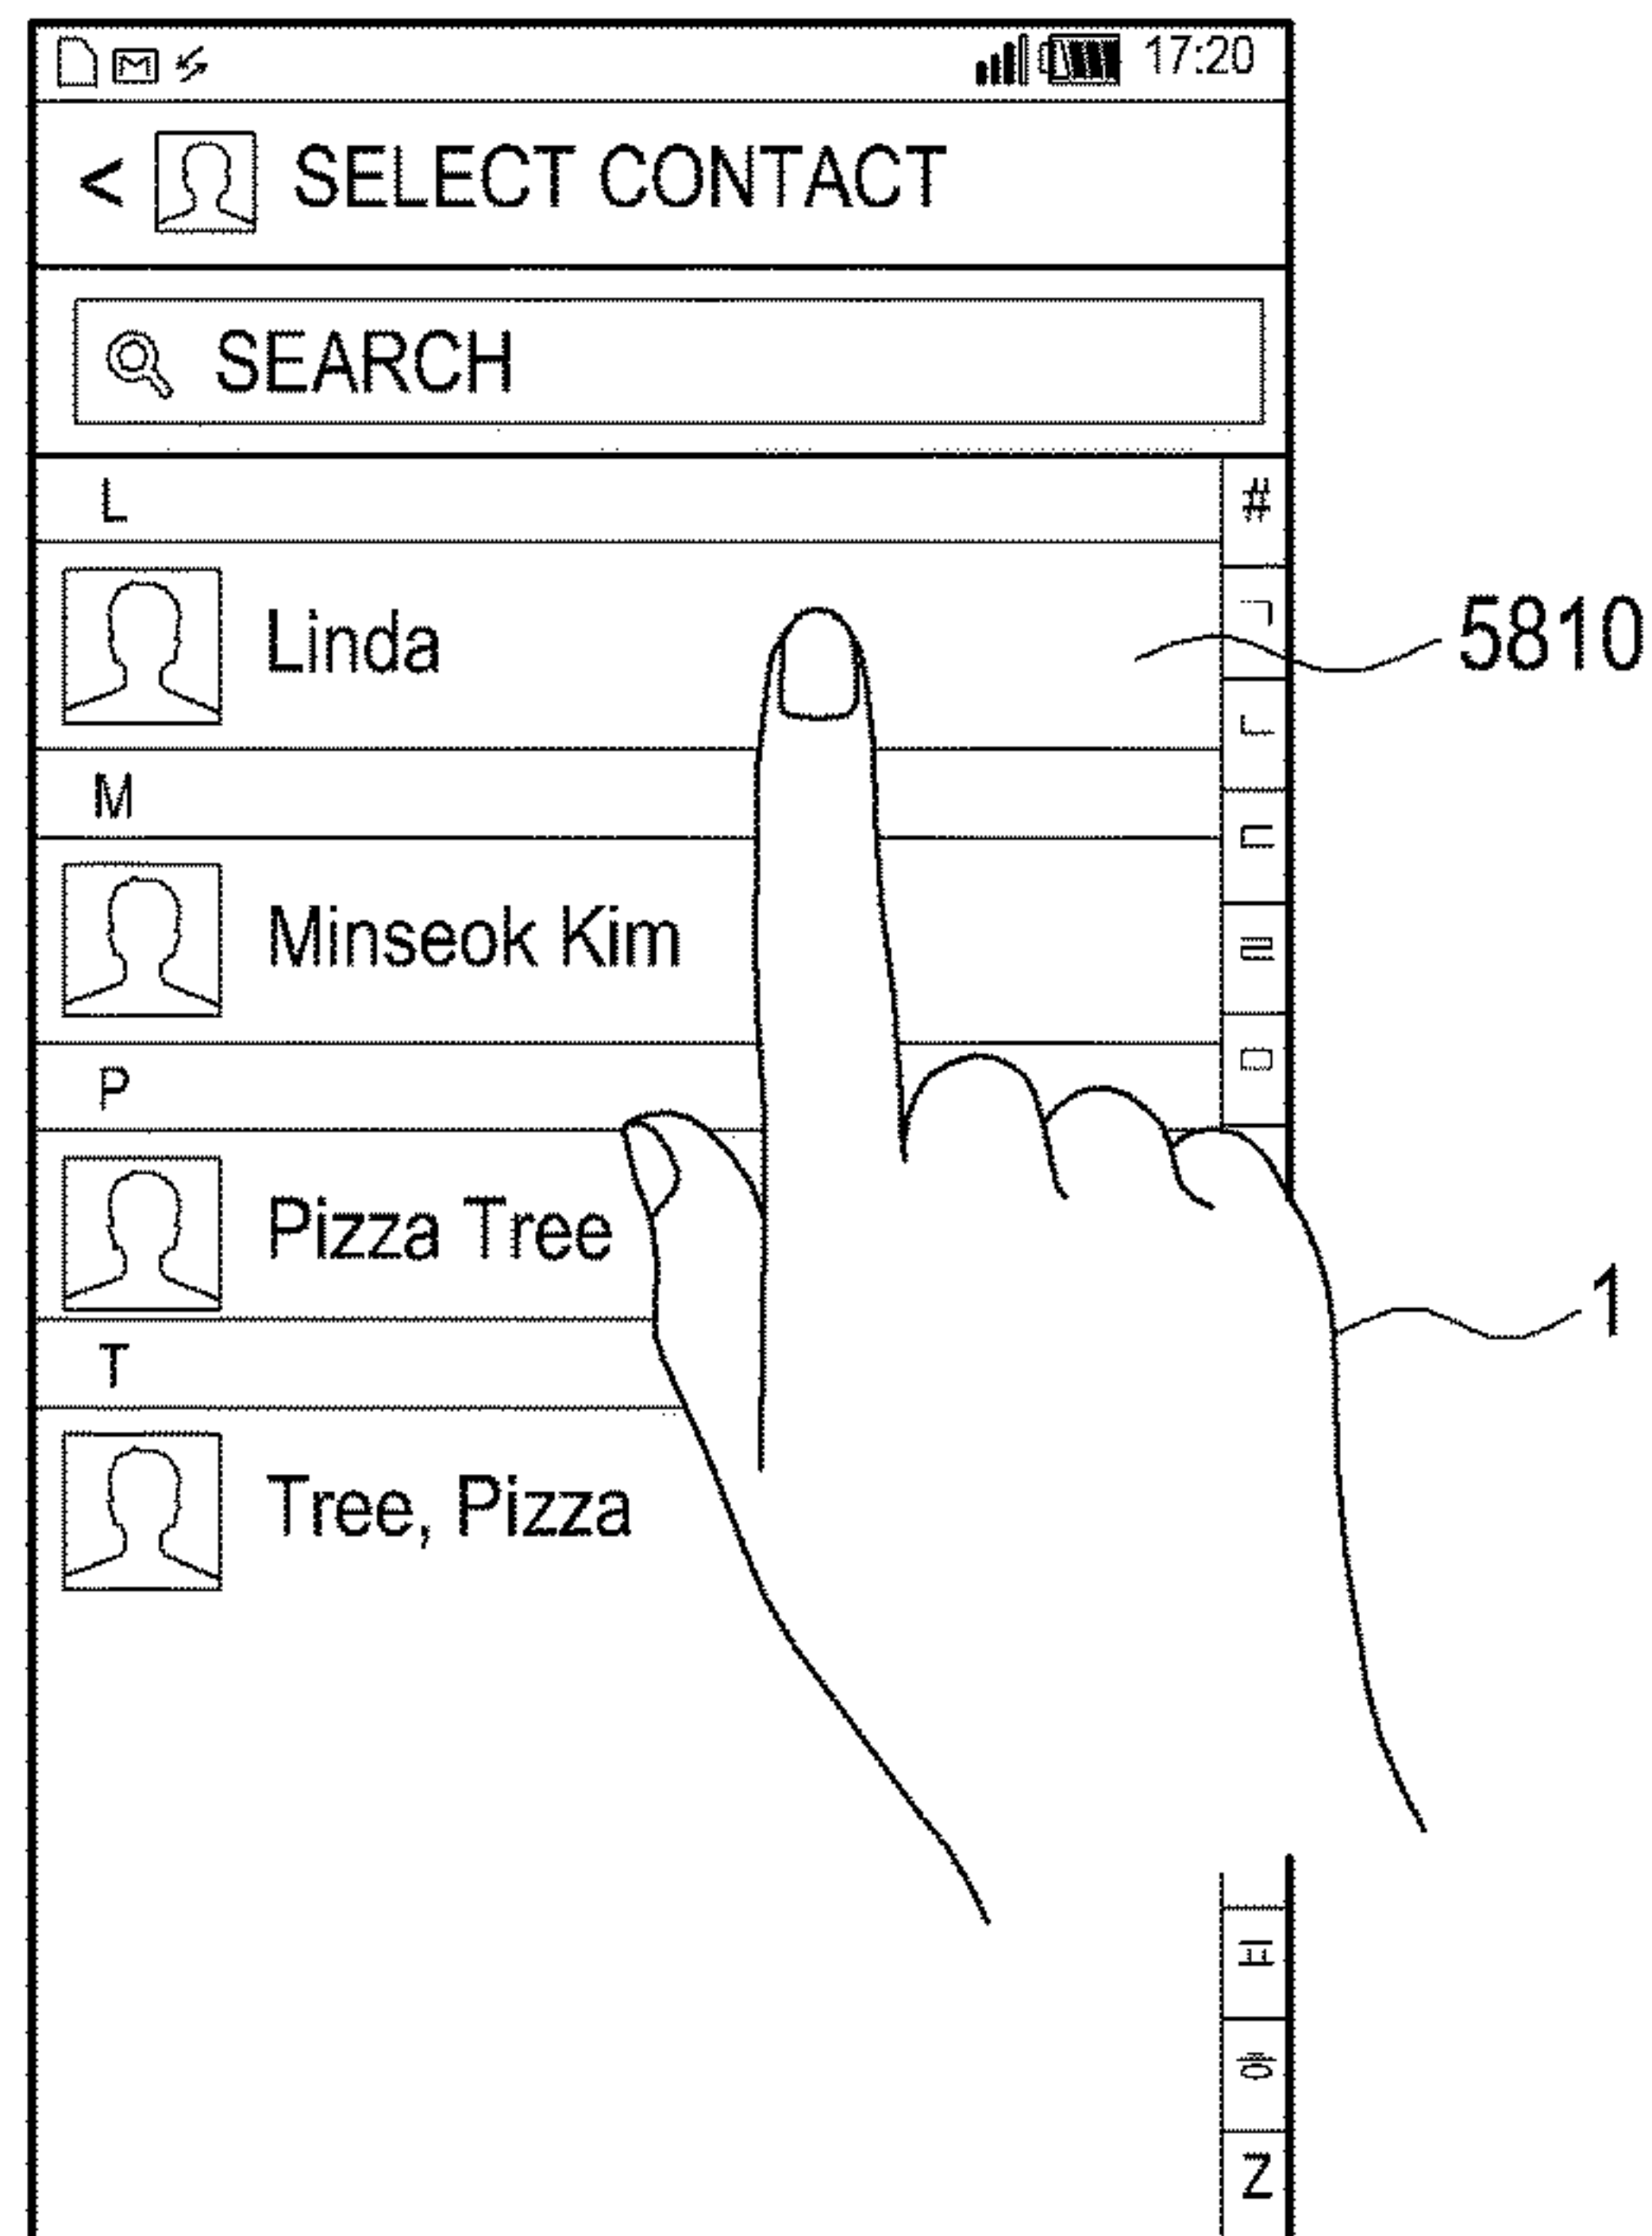 17:20
< SELECT CONTACT
SEARCH
L
#
Linda
ㄱ
5810
ㄴ
M
ㄷ
Minseok Kim
ㄹ
P
ㅁ
Pizza Tree
1
T
Tree, Pizza
ㅍ
ㅎ
Z